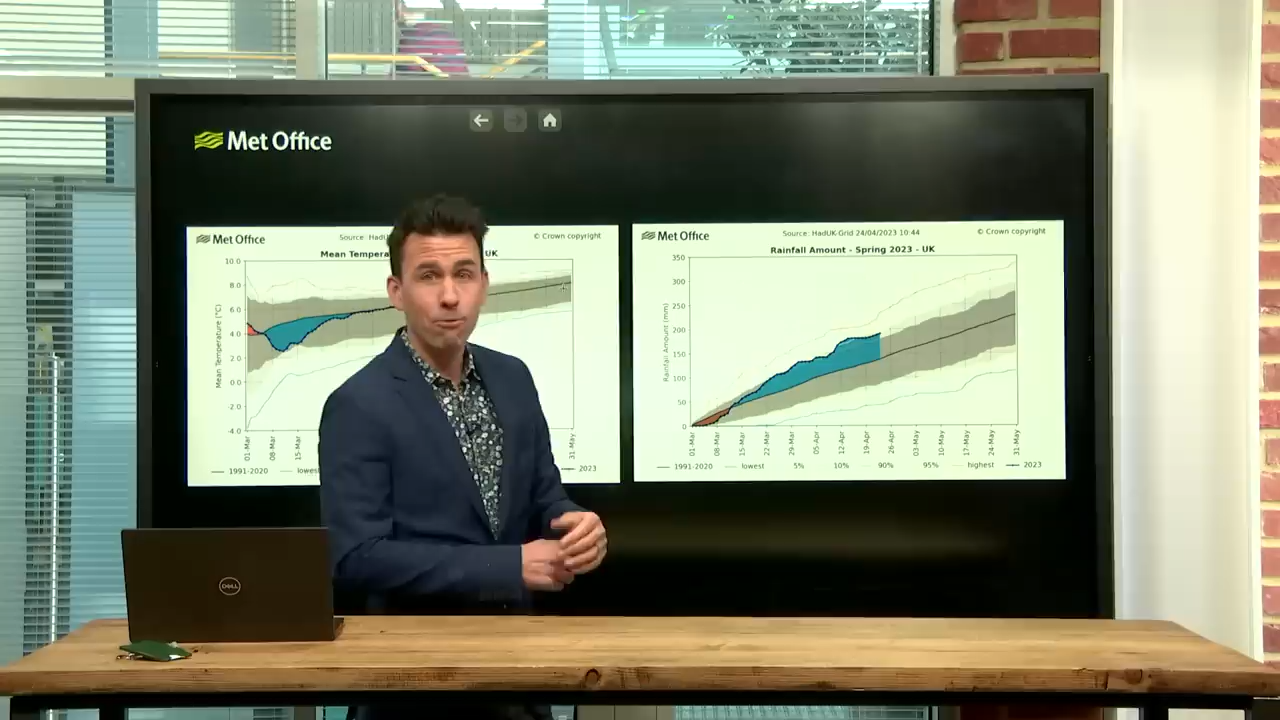 Met Office
Met Office
Source: HadU
© Crown copyright
Mean Tempera
UK
Mean Temperature (°C)
10.0
8.0
6.0
4.0
2.0
0.0
-2.0
-4.0
01-Mar
08-Mar
15-Mar
31-May
1991-2020
lowest
2023
Met Office
Source: HadUK-Grid 24/04/2023 10:44
© Crown copyright
Rainfall Amount - Spring 2023 - UK
Rainfall Amount (mm)
350
300
250
200
150
100
50
0
01-Mar
08-Mar
15-Mar
22-Mar
29-Mar
05-Apr
12-Apr
19-Apr
26-Apr
03-May
10-May
17-May
24-May
31-May
1991-2020
lowest
5%
10%
90%
95%
highest
2023
DELL